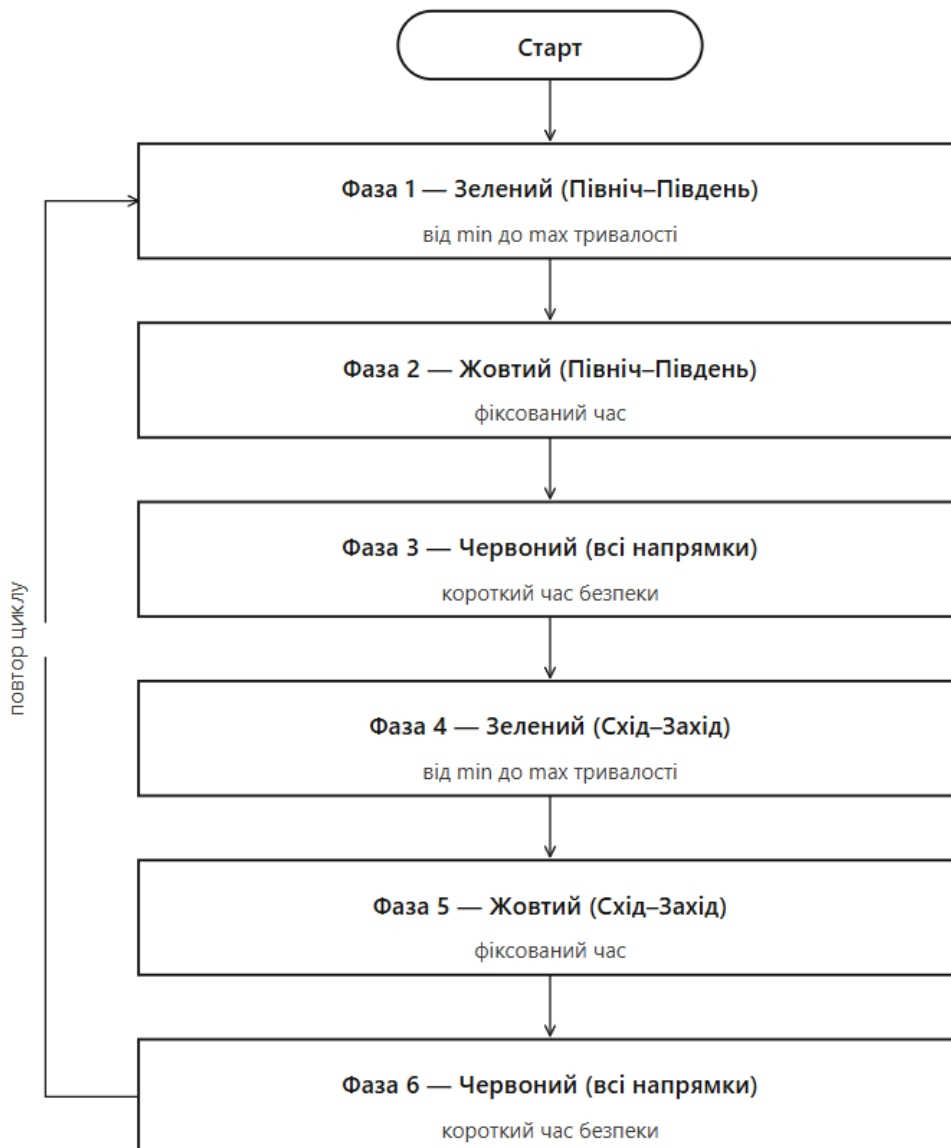 Старт
Фаза 1 — Зелений (Північ–Південь)
від min до max тривалості
Фаза 2 — Жовтий (Північ–Південь)
фіксований час
Фаза 3 — Червоний (всі напрямки)
короткий час безпеки
повтор циклу
Фаза 4 — Зелений (Схід–Захід)
від min до max тривалості
Фаза 5 — Жовтий (Схід–Захід)
фіксований час
Фаза 6 — Червоний (всі напрямки)
короткий час безпеки